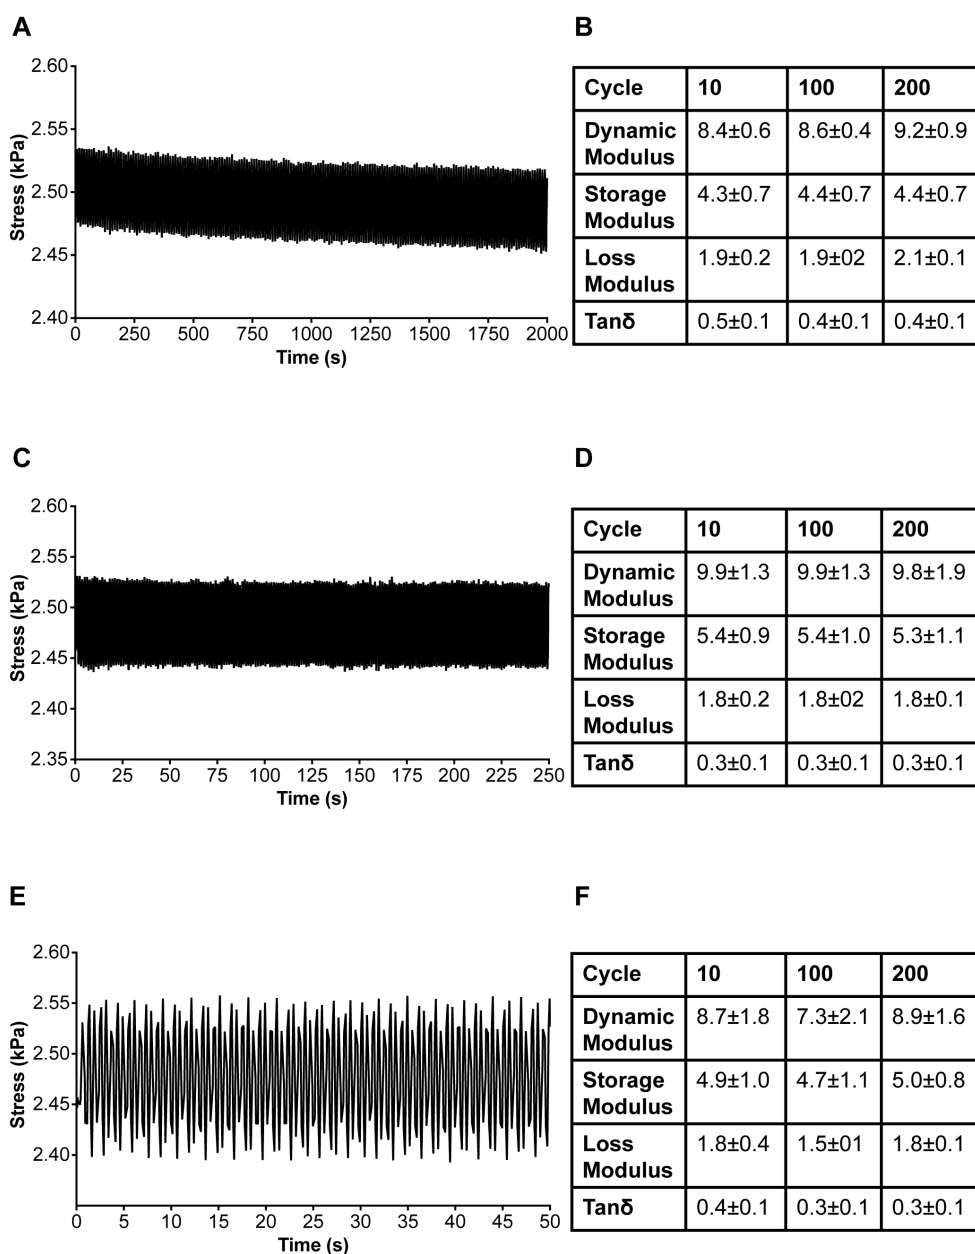 A
B
2.60
2.55
2.50
2.45
2.40
Stress (kPa)
0 250 500 750 1000 1250 1500 1750 2000
Time (s)
Cycle 10 100 200
Dynamic Modulus 8.4±0.6 8.6±0.4 9.2±0.9
Storage Modulus 4.3±0.7 4.4±0.7 4.4±0.7
Loss Modulus 1.9±0.2 1.9±02 2.1±0.1
Tanδ 0.5±0.1 0.4±0.1 0.4±0.1
C
D
2.60
2.55
2.50
2.45
2.40
2.35
Stress (kPa)
0 25 50 75 100 125 150 175 200 225 250
Time (s)
Cycle 10 100 200
Dynamic Modulus 9.9±1.3 9.9±1.3 9.8±1.9
Storage Modulus 5.4±0.9 5.4±1.0 5.3±1.1
Loss Modulus 1.8±0.2 1.8±02 1.8±0.1
Tanδ 0.3±0.1 0.3±0.1 0.3±0.1
E
F
2.60
2.55
2.50
2.45
2.40
Stress (kPa)
0 5 10 15 20 25 30 35 40 45 50
Time (s)
Cycle 10 100 200
Dynamic Modulus 8.7±1.8 7.3±2.1 8.9±1.6
Storage Modulus 4.9±1.0 4.7±1.1 5.0±0.8
Loss Modulus 1.8±0.4 1.5±01 1.8±0.1
Tanδ 0.4±0.1 0.3±0.1 0.3±0.1